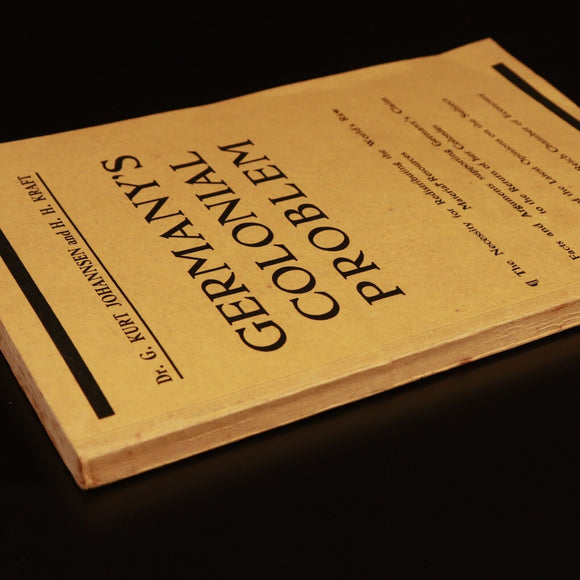 Dr. G. KURT JOHANNSEN and H. H. KRAFT
GERMANY'S
COLONIAL
PROBLEM
¶ The Necessity for Redistributing the World's Raw
Material Resources
Arguments supporting Germany's Claim
to the Return of her Colonies
Facts and the Latest Opinions on the Subject
of the Reich Chamber of Economics